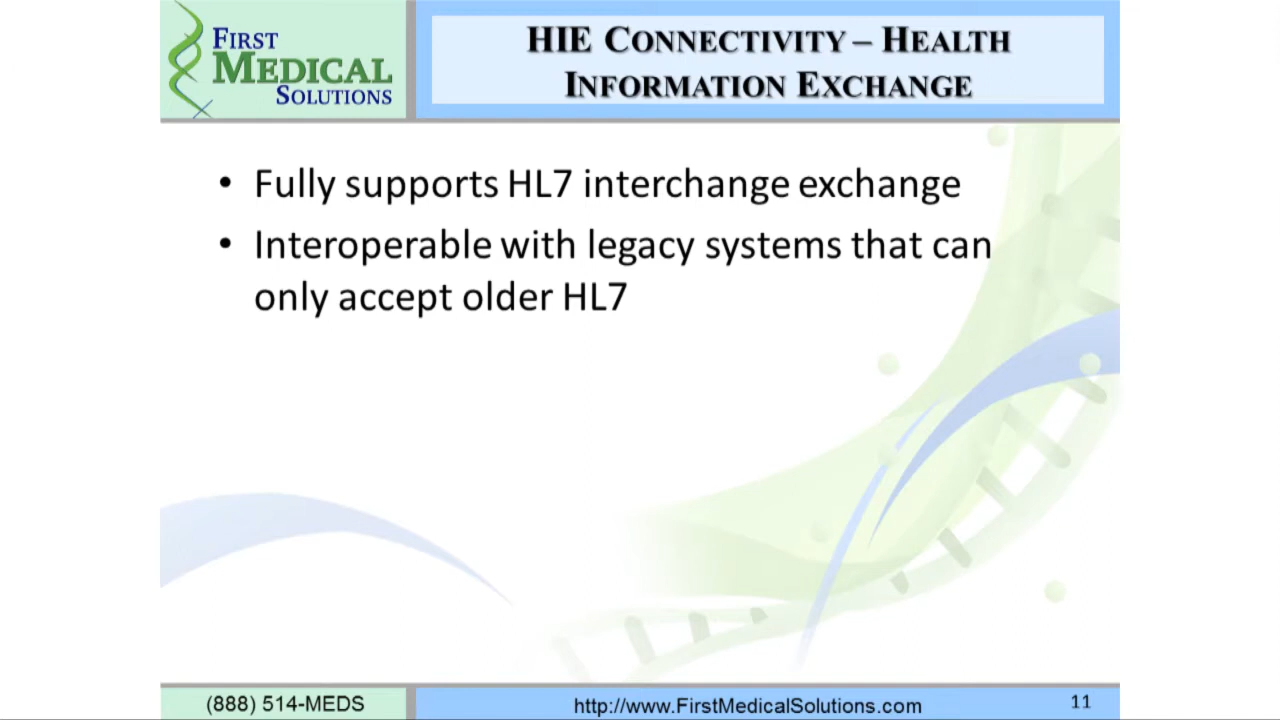 FIRST
MEDICAL
SOLUTIONS
HIE CONNECTIVITY – HEALTH
INFORMATION EXCHANGE
• Fully supports HL7 interchange exchange
• Interoperable with legacy systems that can
only accept older HL7
(888) 514-MEDS
http://www.FirstMedicalSolutions.com
11